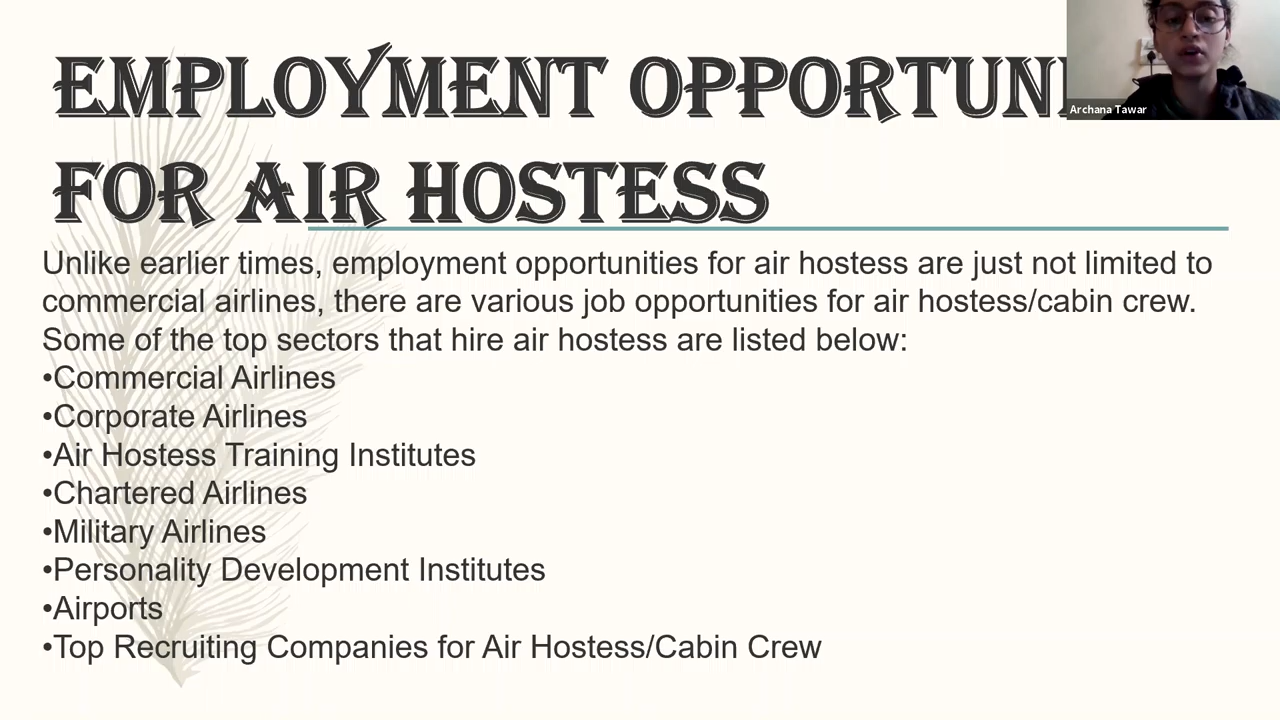 EMPLOYMENT OPPORTUNI
Archana Tawar
FOR AIR HOSTESS
Unlike earlier times, employment opportunities for air hostess are just not limited to
commercial airlines, there are various job opportunities for air hostess/cabin crew.
Some of the top sectors that hire air hostess are listed below:
•Commercial Airlines
•Corporate Airlines
•Air Hostess Training Institutes
•Chartered Airlines
•Military Airlines
•Personality Development Institutes
•Airports
•Top Recruiting Companies for Air Hostess/Cabin Crew